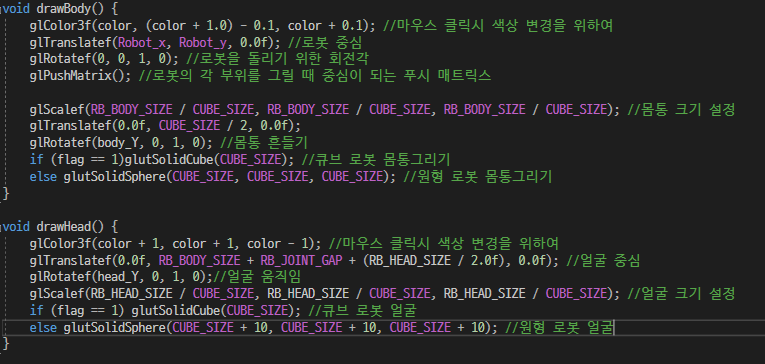 void drawBody() {
glColor3f(color, (color + 1.0) - 0.1, color + 0.1); //마우스 클릭시 색상 변경을 위하여
glTranslatef(Robot_x, Robot_y, 0.0f); //로봇 중심
glRotatef(0, 0, 1, 0); //로봇을 돌리기 위한 회전각
glPushMatrix(); //로봇의 각 부위를 그릴 때 중심이 되는 푸시 매트릭스
glScalef(RB_BODY_SIZE / CUBE_SIZE, RB_BODY_SIZE / CUBE_SIZE, RB_BODY_SIZE / CUBE_SIZE); //몸통 크기 설정
glTranslatef(0.0f, CUBE_SIZE / 2, 0.0f);
glRotatef(body_Y, 0, 1, 0); //몸통 흔들기
if (flag == 1)glutSolidCube(CUBE_SIZE); //큐브 로봇 몸통그리기
else glutSolidSphere(CUBE_SIZE, CUBE_SIZE, CUBE_SIZE); //원형 로봇 몸통그리기
}
void drawHead() {
glColor3f(color + 1, color + 1, color - 1); //마우스 클릭시 색상 변경을 위하여
glTranslatef(0.0f, RB_BODY_SIZE + RB_JOINT_GAP + (RB_HEAD_SIZE / 2.0f), 0.0f); //얼굴 중심
glRotatef(head_Y, 0, 1, 0);//얼굴 움직임
glScalef(RB_HEAD_SIZE / CUBE_SIZE, RB_HEAD_SIZE / CUBE_SIZE, RB_HEAD_SIZE / CUBE_SIZE); //얼굴 크기 설정
if (flag == 1) glutSolidCube(CUBE_SIZE); //큐브 로봇 얼굴
else glutSolidSphere(CUBE_SIZE + 10, CUBE_SIZE + 10, CUBE_SIZE + 10); //원형 로봇 얼굴
}